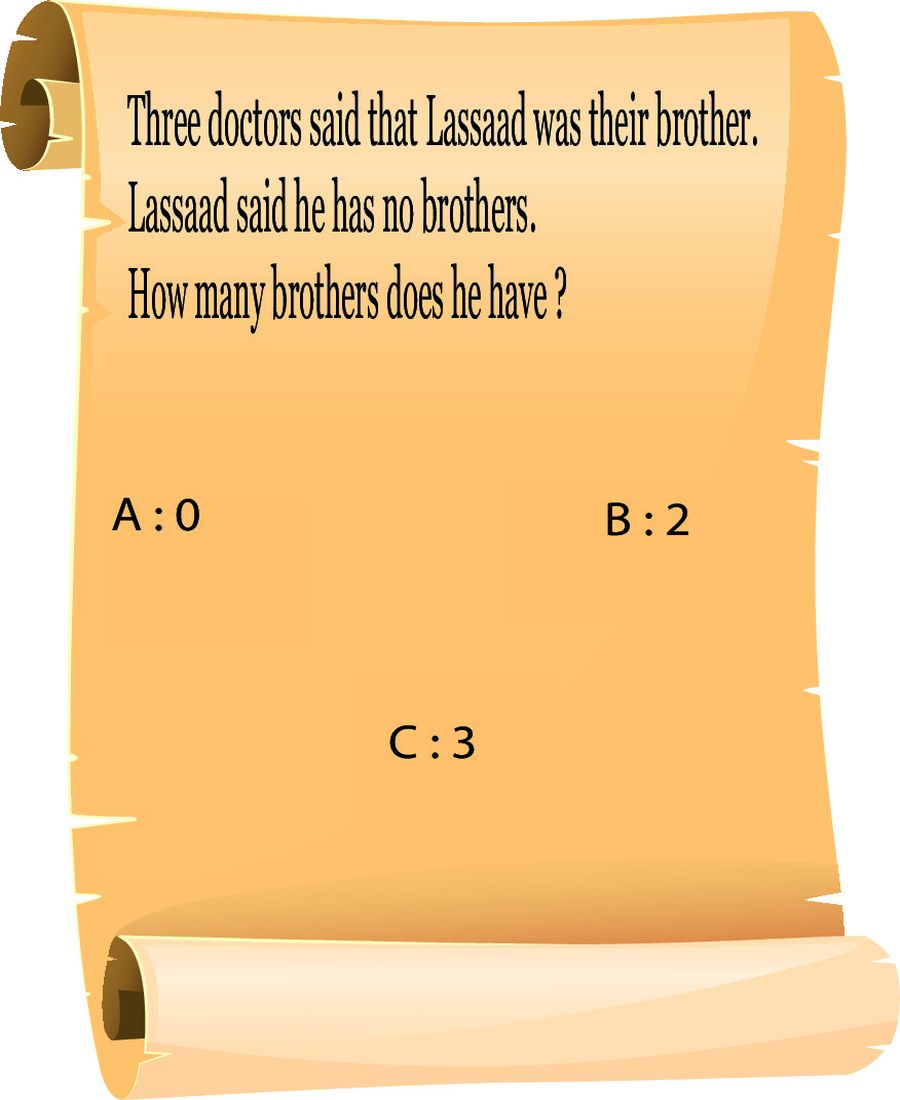 Three doctors said that Lassaad was their brother.
Lassaad said he has no brothers.
How many brothers does he have ?
A : 0
B : 2
C : 3